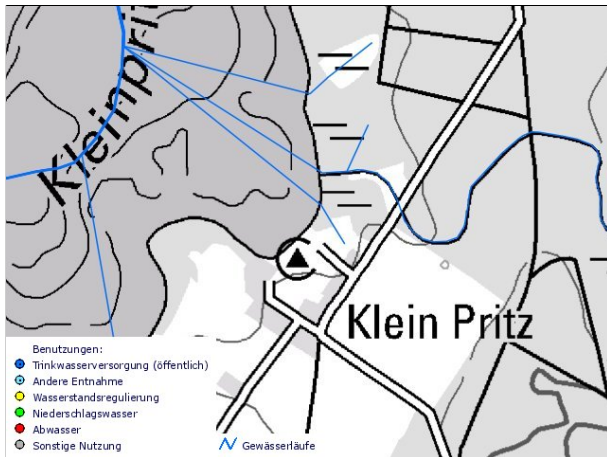 Kleinpri
Klein Pritz
Benutzungen:
Trinkwasserversorgung (öffentlich)
Andere Entnahme
Wasserstandsregulierung
Niederschlagswasser
Abwasser
Sonstige Nutzung
Gewässerläufe